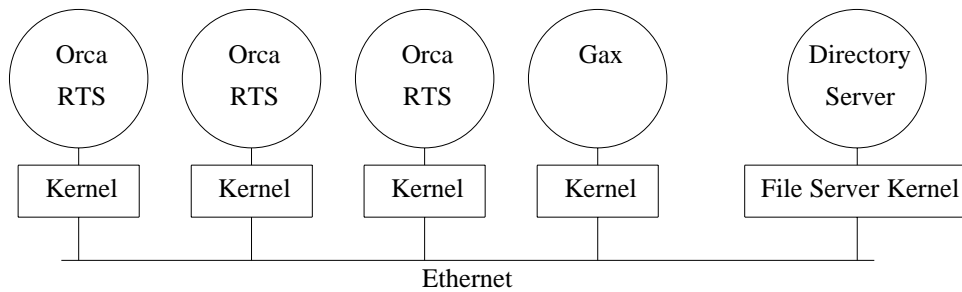 Orca
RTS
Orca
RTS
Orca
RTS
Gax
Directory
Server
Kernel
Kernel
Kernel
Kernel
File Server Kernel
Ethernet